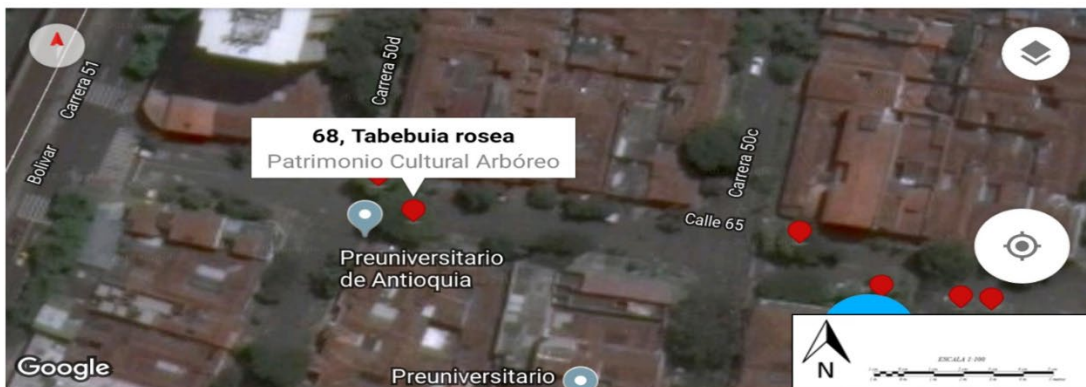 Carrera 51
Bolivar
Carrera 50d
68, Tabebuia rosea
Patrimonio Cultural Arbóreo
Carrera 50c
Calle 65
Preuniversitario
de Antioquia
Preuniversitario
Google
N
ESCALA 1-100